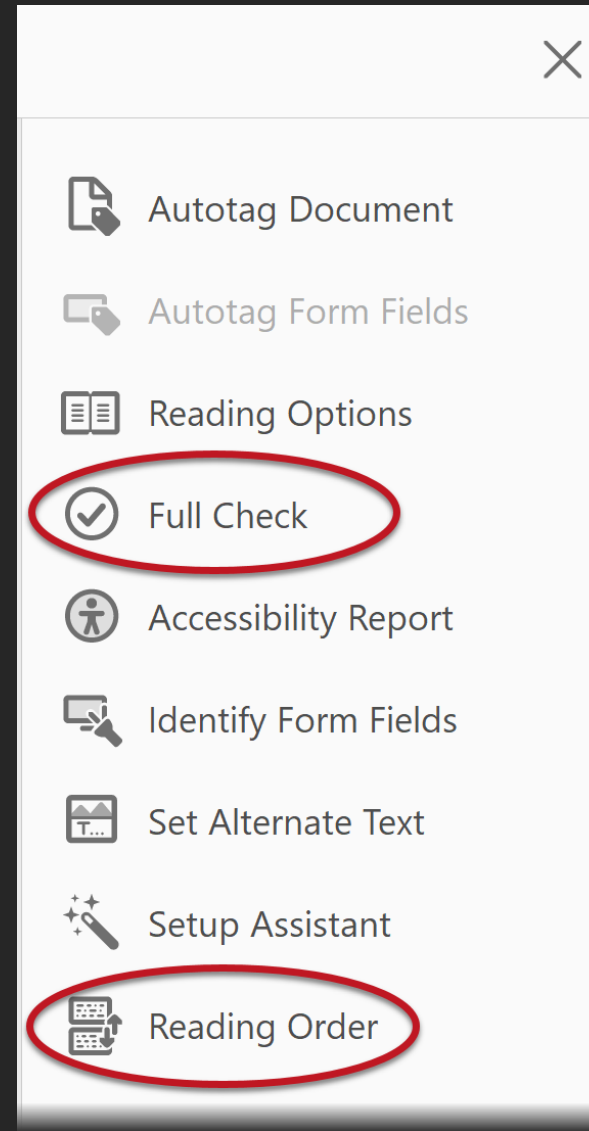 Autotag Document
Autotag Form Fields
Reading Options
Full Check
Accessibility Report
Identify Form Fields
T... Set Alternate Text
Setup Assistant
Reading Order